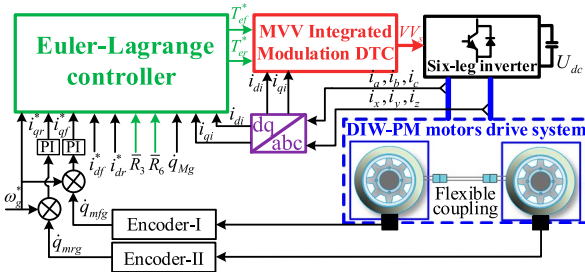 Euler-Lagrange
controller
T*ef
T*er
MVV Integrated
Modulation DTC
VVs
Six-leg inverter
Udc
idi
iqi
ia, ib, ic
ix, iy, iz
idi
iqi
dq
abc
i*qr
i*qf
PI
PI
i*df
i*dr
R̅3
R̅6
q̇Mg
DIW-PM motors drive system
Flexible
coupling
ω*g
q̇mfg
q̇mrg
Encoder-I
Encoder-II